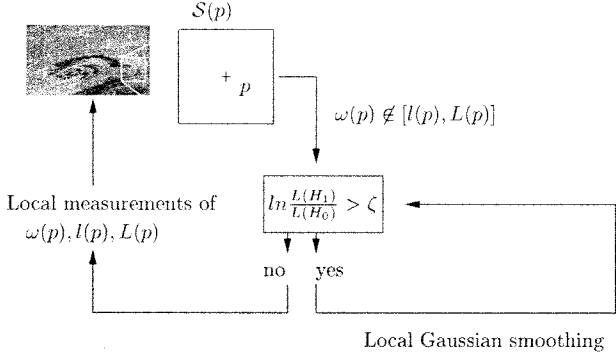 S(p)
+ p
ω(p) ∉ [l(p), L(p)]
ln L(H₁)/L(H₀) > ζ
Local measurements of
ω(p), l(p), L(p)
no yes
Local Gaussian smoothing